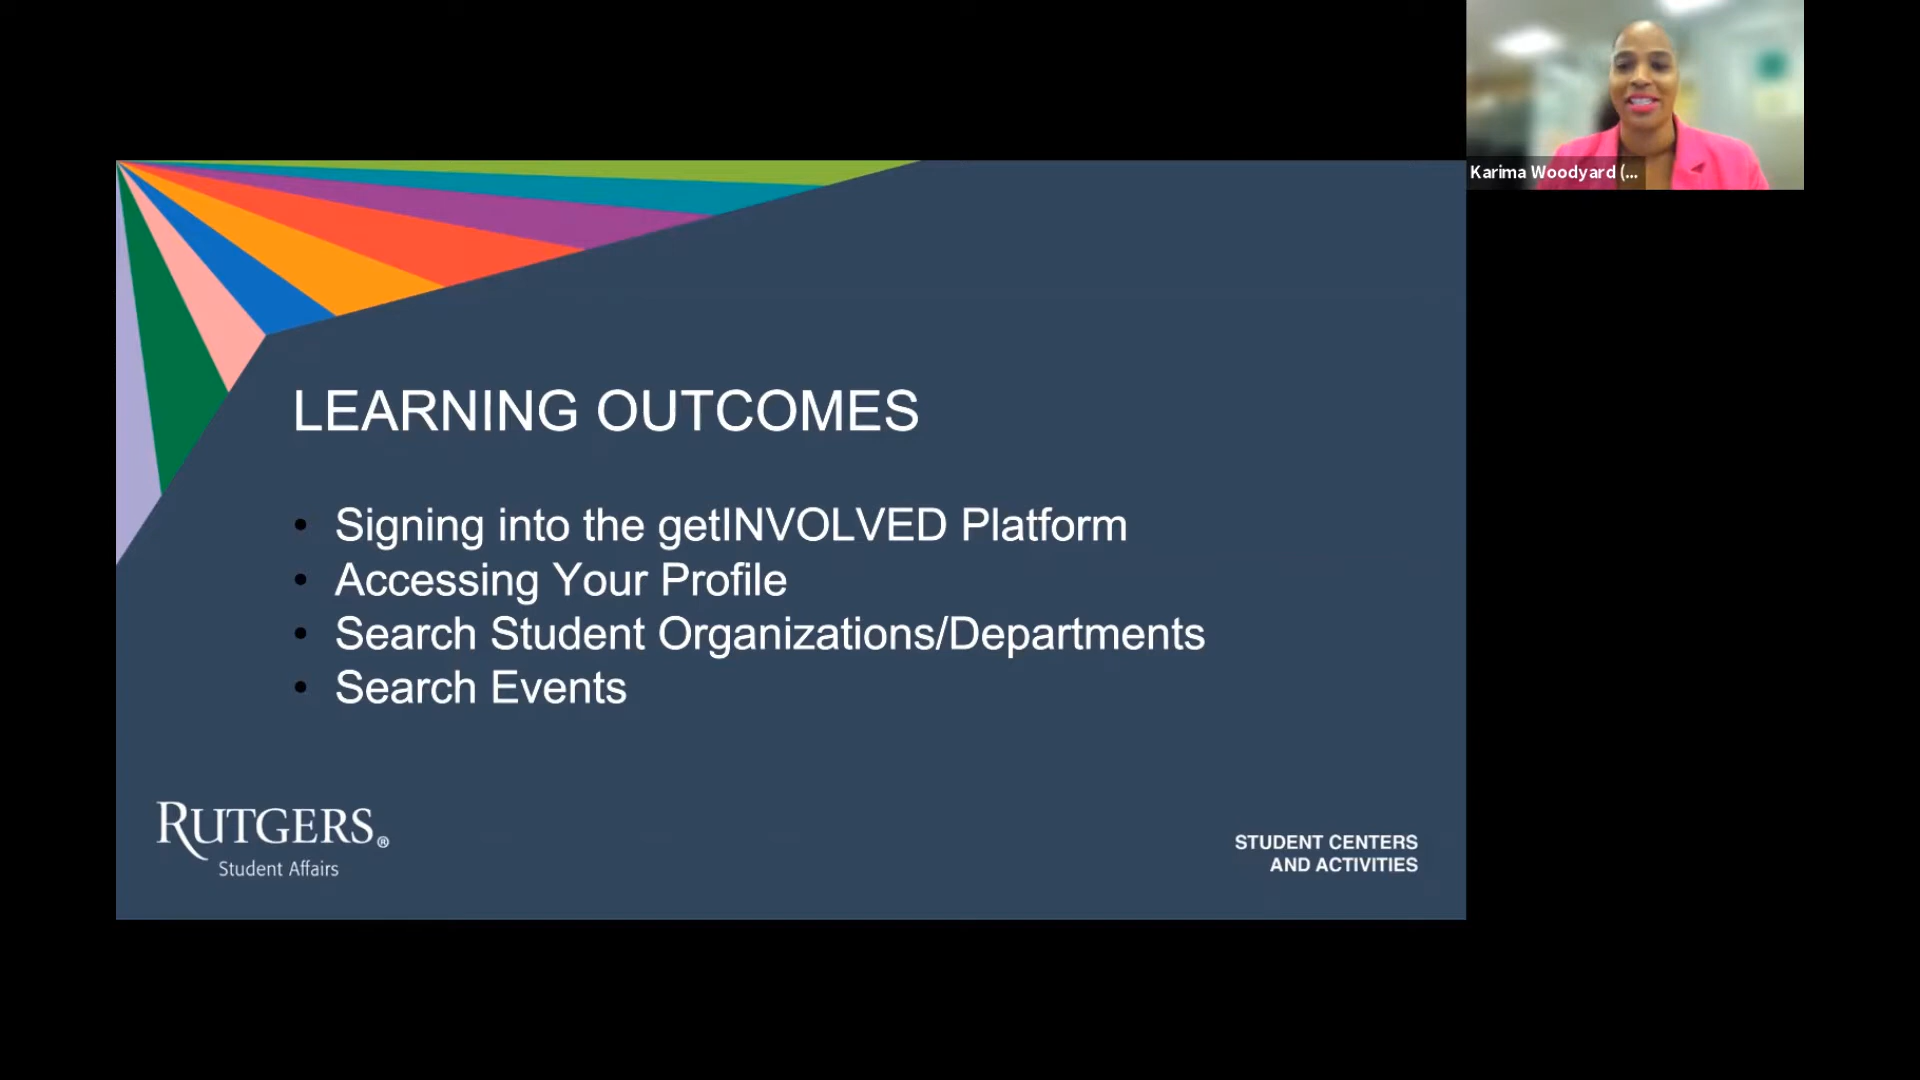 Karima Woodyard (...
LEARNING OUTCOMES
• Signing into the getINVOLVED Platform
• Accessing Your Profile
• Search Student Organizations/Departments
• Search Events
RUTGERS®
Student Affairs
STUDENT CENTERS
AND ACTIVITIES